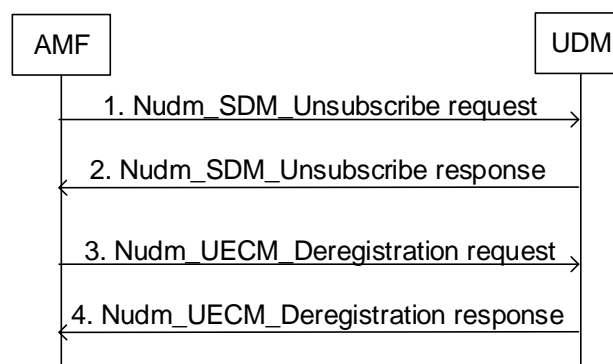 AMF
UDM
1. Nudm_SDM_Unsubscribe request
2. Nudm_SDM_Unsubscribe response
3. Nudm_UECM_Deregistration request
4. Nudm_UECM_Deregistration response